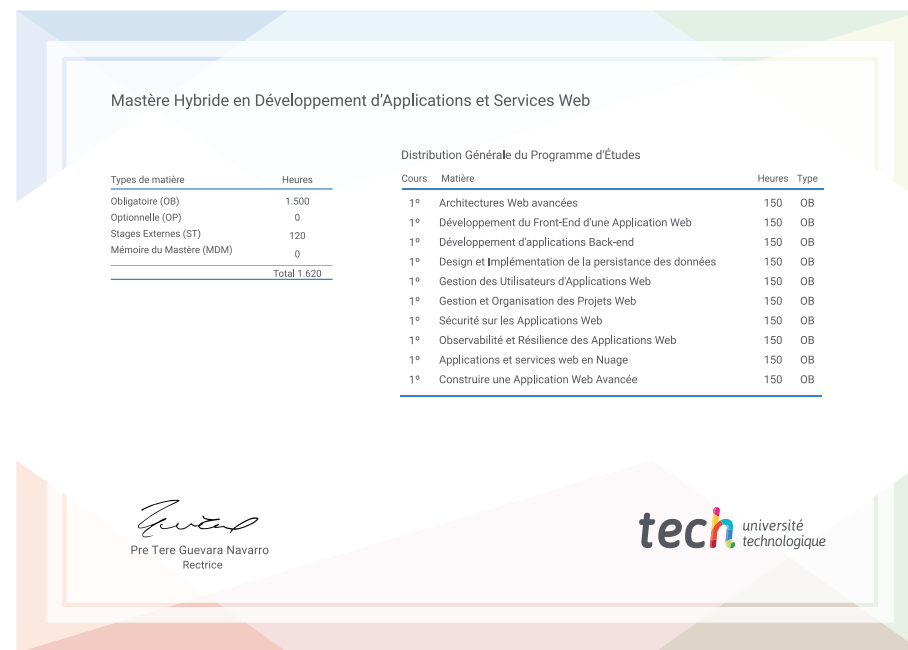 Mastère Hybride en Développement d'Applications et Services Web
Types de matière Heures
Obligatoire (OB) 1.500
Optionnelle (OP) 0
Stages Externes (ST) 120
Mémoire du Mastère (MDM) 0
Total 1.620
Distribution Générale du Programme d'Études
Cours Matière Heures Type
1º Architectures Web avancées 150 OB
1º Développement du Front-End d'une Application Web 150 OB
1º Développement d'applications Back-end 150 OB
1º Design et Implémentation de la persistance des données 150 OB
1º Gestion des Utilisateurs d'Applications Web 150 OB
1º Gestion et Organisation des Projets Web 150 OB
1º Sécurité sur les Applications Web 150 OB
1º Observabilité et Résilience des Applications Web 150 OB
1º Applications et services web en Nuage 150 OB
1º Construire une Application Web Avancée 150 OB
Pre Tere Guevara Navarro
Rectrice
tech université
technologique